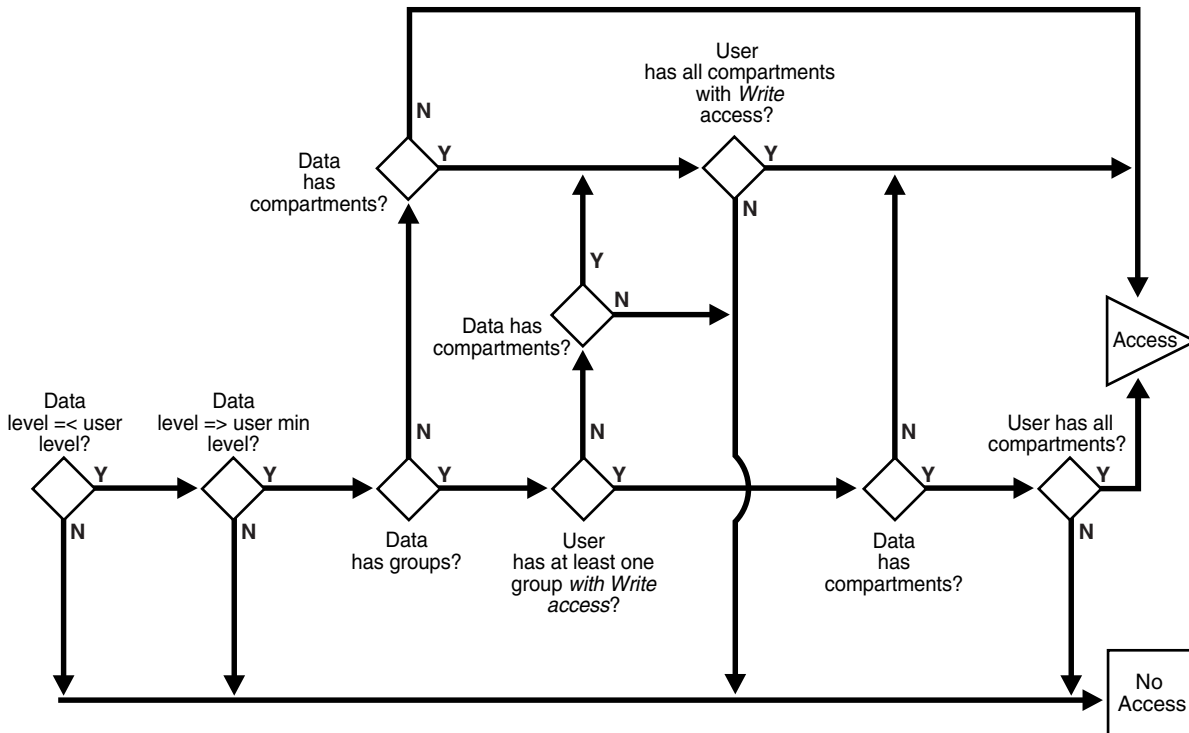 User
has all compartments
with Write
access?
N
Y
Data
has
compartments?
N
Y
N
Data has
compartments?
Access
Data
level =< user
level?
Data
level => user min
level?
User has all
compartments?
N
N
N
Y
Y
Y
Y
Y
Y
N
N
N
Data
has groups?
User
has at least one
group with Write
access?
Data
has
compartments?
No
Access